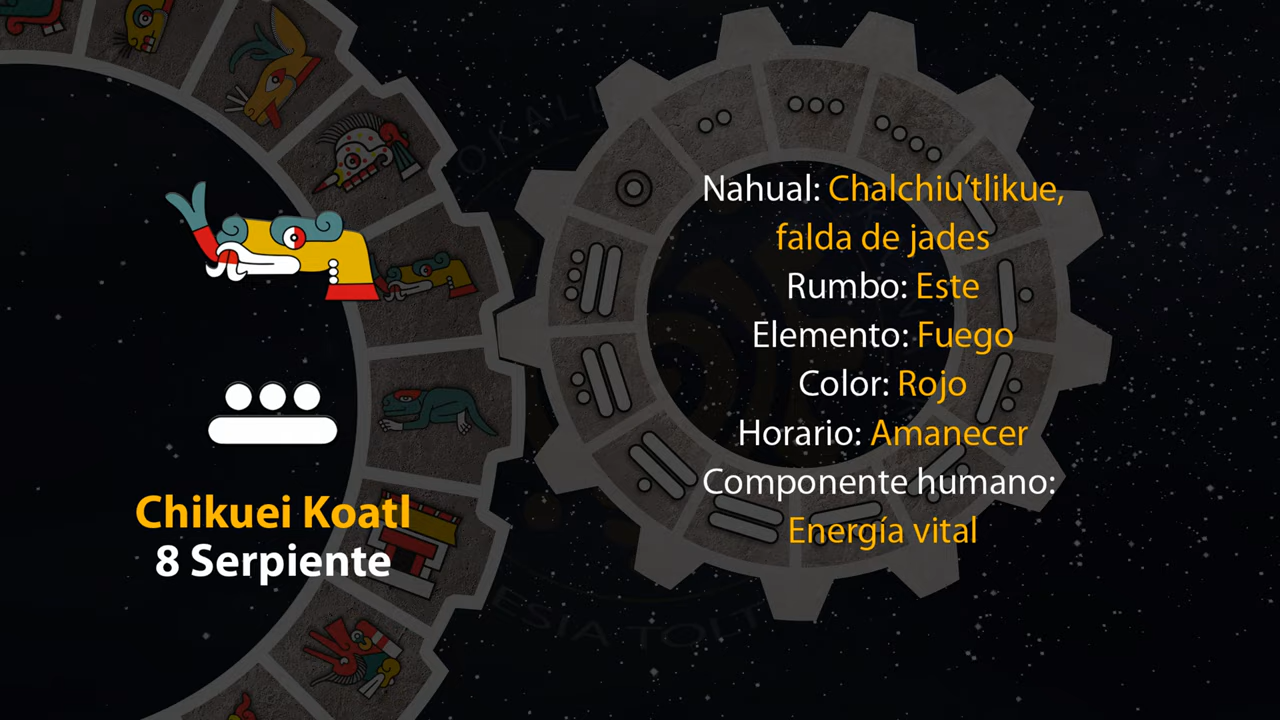 Chikuei Koatl
8 Serpiente
Nahual: Chalchiu’tlikue,
falda de jades
Rumbo: Este
Elemento: Fuego
Color: Rojo
Horario: Amanecer
Componente humano:
Energía vital